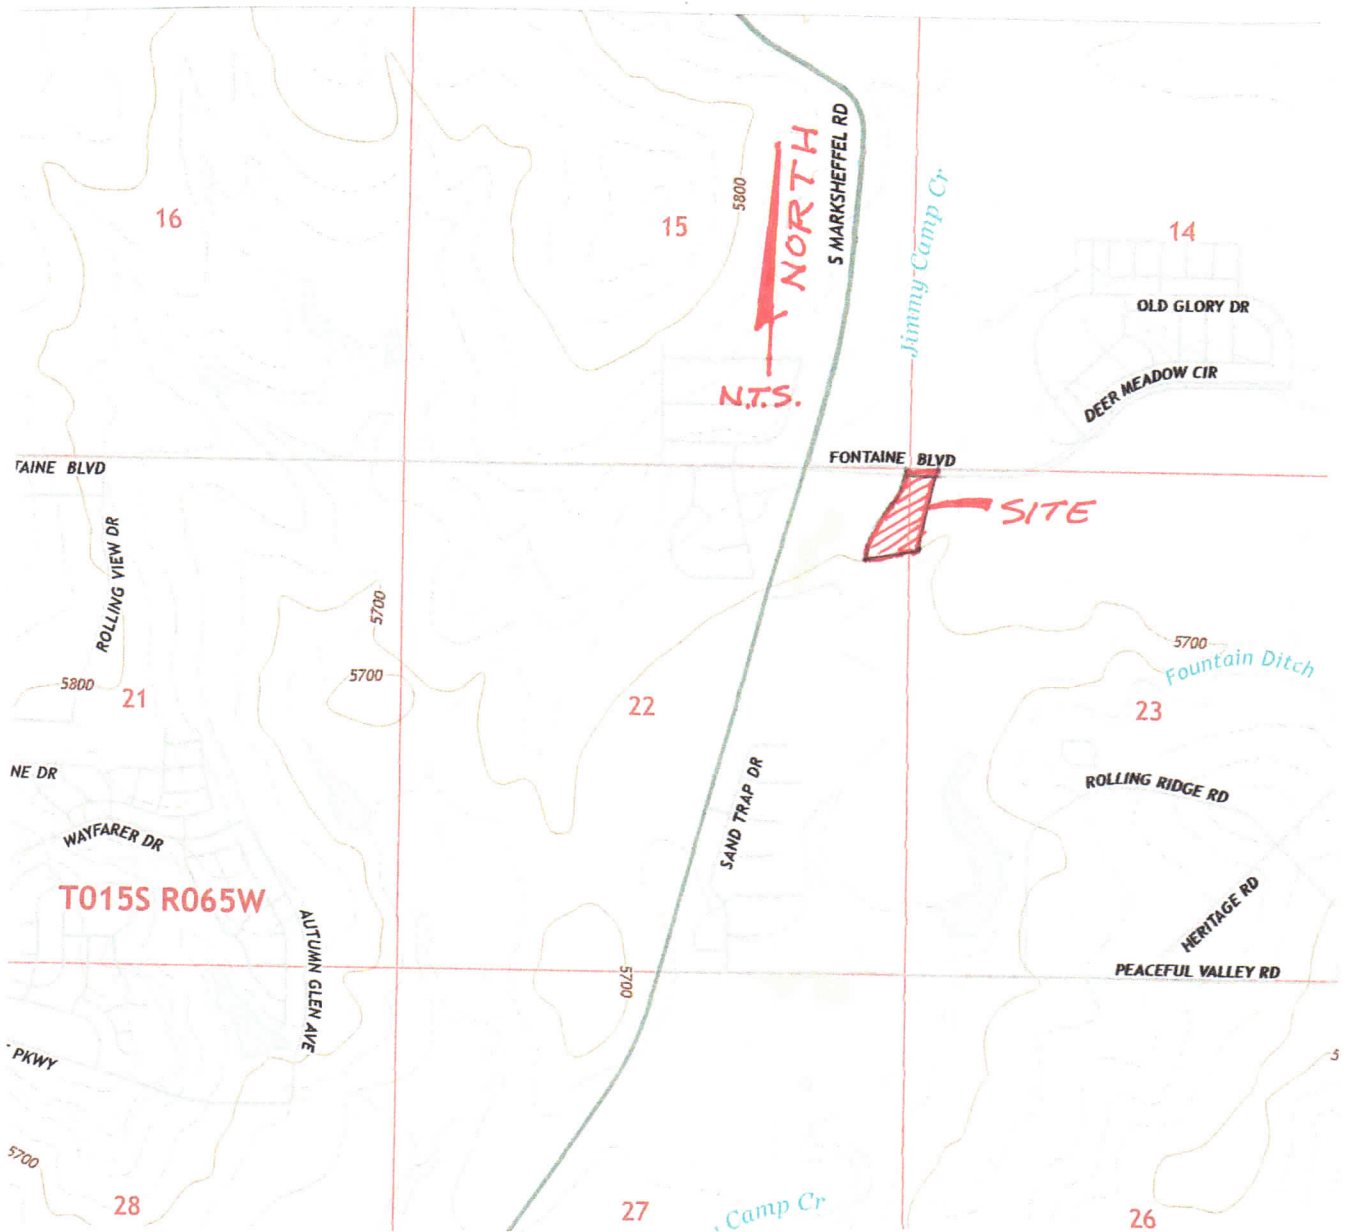 S MARKSHEFFEL RD
NORTH
5800
Jimmy Camp Cr
16
15
14
OLD GLORY DR
DEER MEADOW CIR
N.T.S.
TAINE BLVD
FONTAINE BLVD
SITE
ROLLING VIEW DR
5700
5700
5700
Fountain Ditch
5800
21
22
23
NE DR
SAND TRAP DR
ROLLING RIDGE RD
WAYFARER DR
T015S R065W
HERITAGE RD
AUTUMN GLEN AVE
5700
PEACEFUL VALLEY RD
PKWY
5
5700
28
27
Camp Cr
26